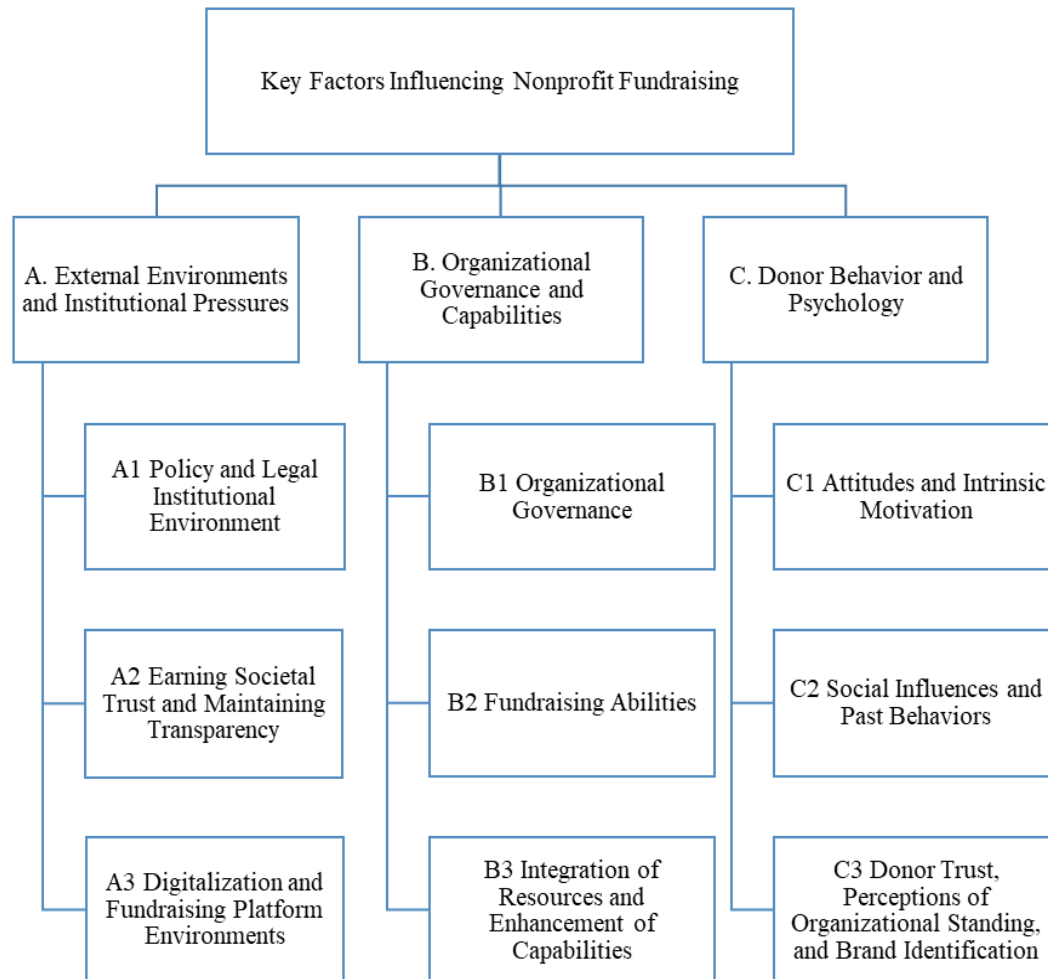 Key Factors Influencing Nonprofit Fundraising
A. External Environments
and Institutional Pressures
B. Organizational
Governance and
Capabilities
C. Donor Behavior and
Psychology
A1 Policy and Legal
Institutional
Environment
B1 Organizational
Governance
C1 Attitudes and Intrinsic
Motivation
A2 Earning Societal
Trust and Maintaining
Transparency
B2 Fundraising Abilities
C2 Social Influences and
Past Behaviors
A3 Digitalization and
Fundraising Platform
Environments
B3 Integration of
Resources and
Enhancement of
Capabilities
C3 Donor Trust,
Perceptions of
Organizational Standing,
and Brand Identification